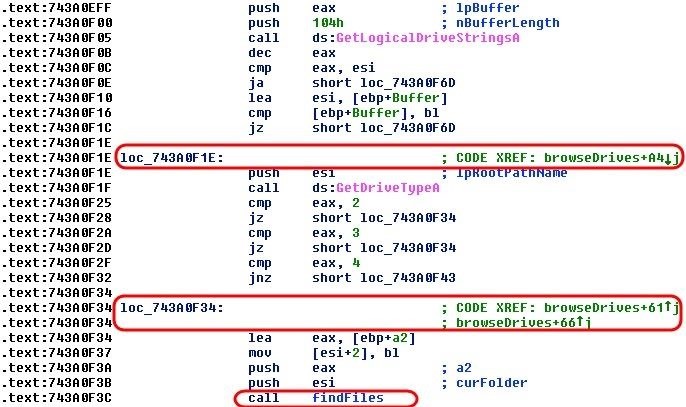 .text:743A0EFF push eax ; lpBuffer
.text:743A0F00 push 104h ; nBufferLength
.text:743A0F05 call ds:GetLogicalDriveStringsA
.text:743A0F0B dec eax
.text:743A0F0C cmp eax, esi
.text:743A0F0E ja short loc_743A0F6D
.text:743A0F10 lea esi, [ebp+Buffer]
.text:743A0F16 cmp [ebp+Buffer], bl
.text:743A0F1C jz short loc_743A0F6D
.text:743A0F1E
.text:743A0F1E loc_743A0F1E: ; CODE XREF: browseDrives+A4↓j
.text:743A0F1E push esi ; lpRootPathName
.text:743A0F1F call ds:GetDriveTypeA
.text:743A0F25 cmp eax, 2
.text:743A0F28 jz short loc_743A0F34
.text:743A0F2A cmp eax, 3
.text:743A0F2D jz short loc_743A0F34
.text:743A0F2F cmp eax, 4
.text:743A0F32 jnz short loc_743A0F43
.text:743A0F34
.text:743A0F34 loc_743A0F34: ; CODE XREF: browseDrives+61↑j
.text:743A0F34 ; browseDrives+66↑j
.text:743A0F34 lea eax, [ebp+a2]
.text:743A0F37 mov [esi+2], bl
.text:743A0F3A push eax ; a2
.text:743A0F3B push esi ; curFolder
.text:743A0F3C call findFiles